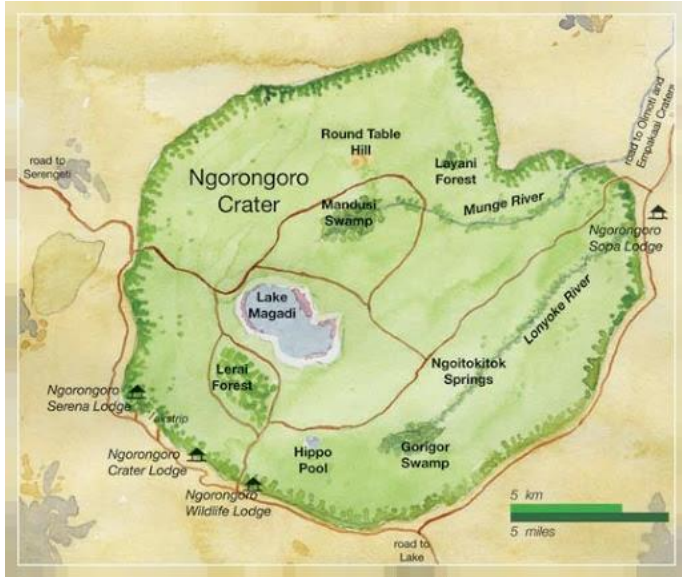 road to Olmoti and
Empakaai Craters
Round Table
Hill
Layani
Forest
road to
Serengeti
Ngorongoro
Crater
Mandusi
Swamp
Munge River
Ngorongoro
Sopa Lodge
Lake
Magadi
Lonyoke River
Lerai
Forest
Ngoitokitok
Springs
Ngorongoro
Serena Lodge
Hippo
Pool
Gorigor
Swamp
Ngorongoro
Crater Lodge
Ngorongoro
Wildlife Lodge
5 km
5 miles
road to
Lake